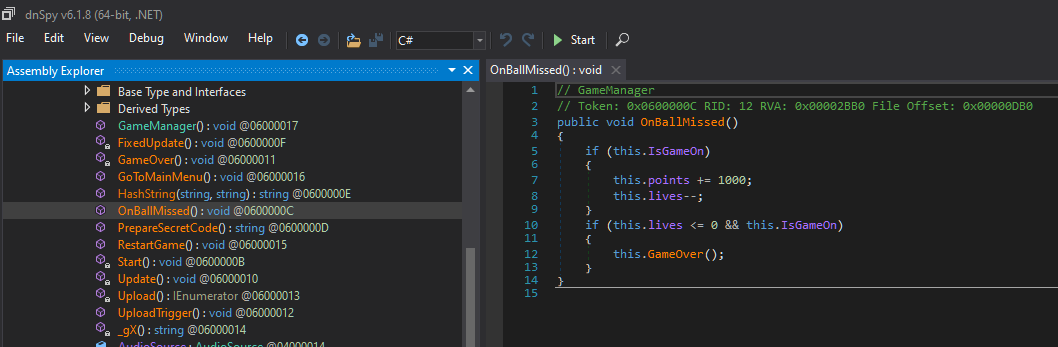 dnSpy v6.1.8 (64-bit, .NET)
File Edit View Debug Window Help C# Start
Assembly Explorer
Base Type and Interfaces
Derived Types
GameManager() : void @06000017
FixedUpdate() : void @0600000F
GameOver() : void @06000011
GoToMainMenu() : void @06000016
HashString(string, string) : string @0600000E
OnBallMissed() : void @0600000C
PrepareSecretCode() : string @0600000D
RestartGame() : void @06000015
Start() : void @0600000B
Update() : void @06000010
Upload() : IEnumerator @06000013
UploadTrigger() : void @06000012
_gX() : string @06000014
AudioSource : AudioSource @04000014
OnBallMissed() : void
1 // GameManager
2 // Token: 0x0600000C RID: 12 RVA: 0x00002BB0 File Offset: 0x00000DB0
3 public void OnBallMissed()
4 {
5 if (this.IsGameOn)
6 {
7 this.points += 1000;
8 this.lives--;
9 }
10 if (this.lives <= 0 && this.IsGameOn)
11 {
12 this.GameOver();
13 }
14 }
15